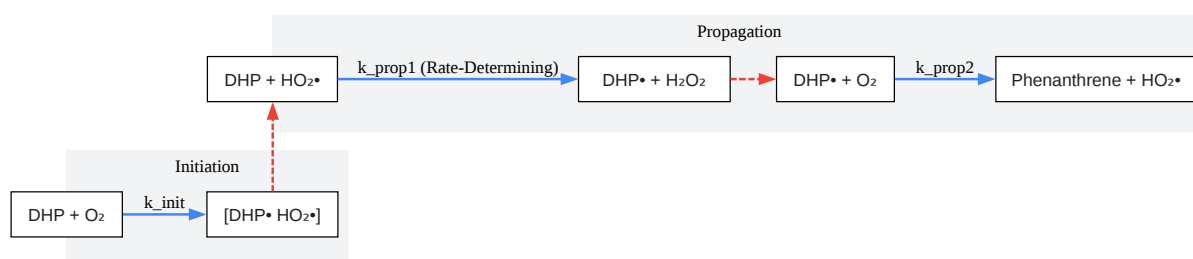 Propagation
DHP + HO₂•
k_prop1 (Rate-Determining)
DHP• + H₂O₂
DHP• + O₂
k_prop2
Phenanthrene + HO₂•
Initiation
DHP + O₂
k_init
[DHP• HO₂•]